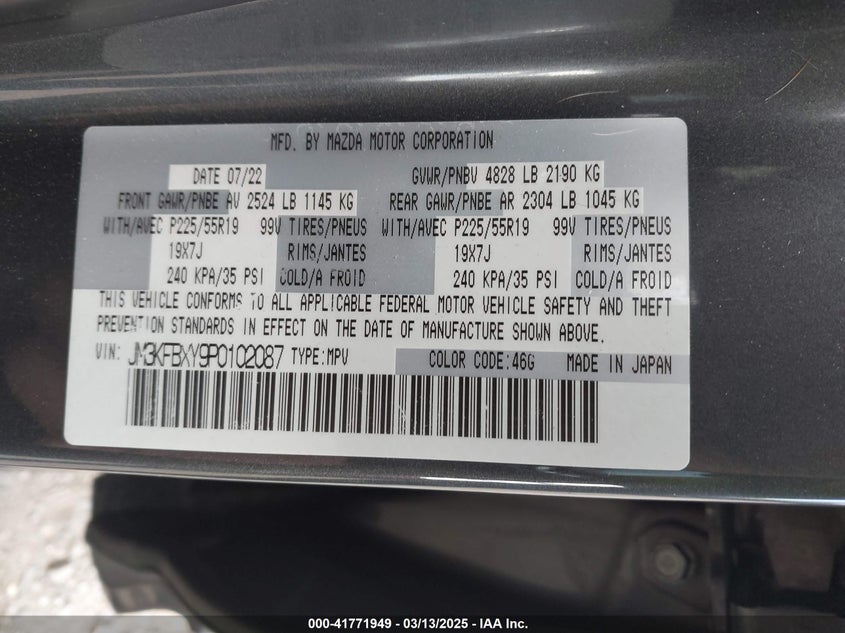 MFD. BY MAZDA MOTOR CORPORATION
DATE 07/22 GVWR/PNBV 4828 LB 2190 KG
FRONT GAWR/PNBE AV 2524 LB 1145 KG REAR GAWR/PNBE AR 2304 LB 1045 KG
WITH/AVEC P225/55R19 99V TIRES/PNEUS WITH/AVEC P225/55R19 99V TIRES/PNEUS
19X7J RIMS/JANTES 19X7J RIMS/JANTES
240 KPA/35 PSI COLD/A FROID 240 KPA/35 PSI COLD/A FROID
THIS VEHICLE CONFORMS TO ALL APPLICABLE FEDERAL MOTOR VEHICLE SAFETY AND THEFT
PREVENTION STANDARDS IN EFFECT ON THE DATE OF MANUFACTURE SHOWN ABOVE.
VIN: JM3KFBXY9P0102087 TYPE:MPV COLOR CODE:46G MADE IN JAPAN
000-41771949 — 03/13/2025 — IAA Inc.